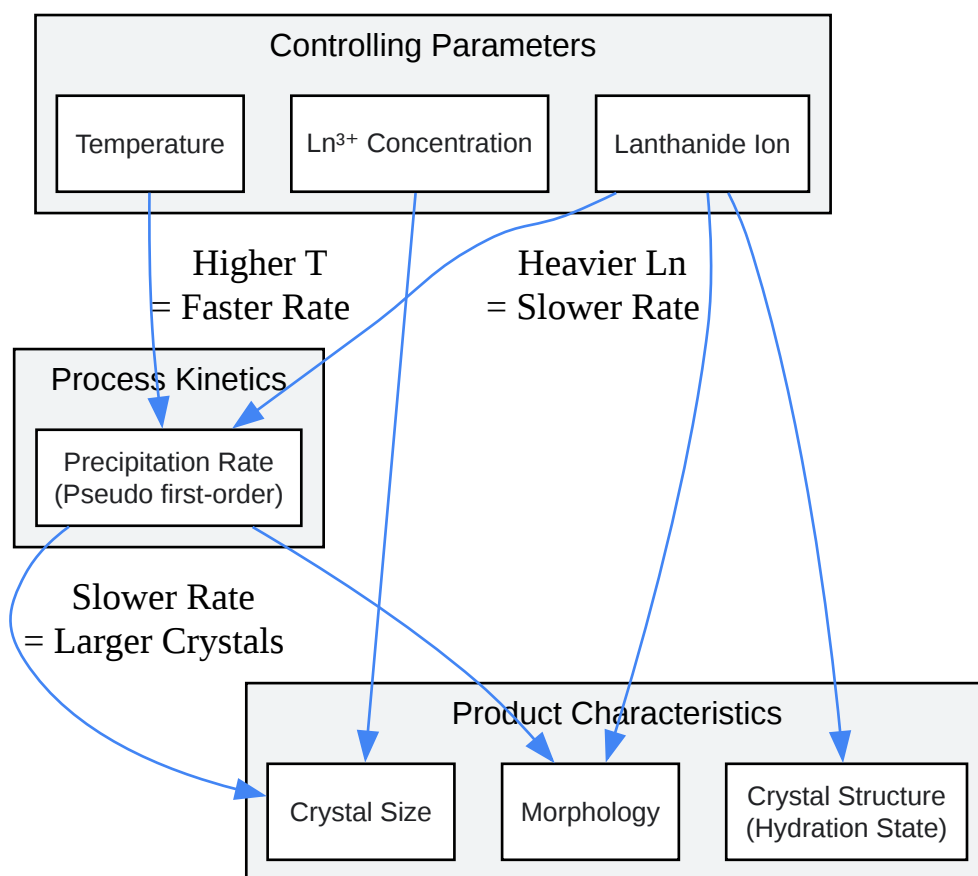 Controlling Parameters
Temperature
Ln³⁺ Concentration
Lanthanide Ion
Higher T
= Faster Rate
Heavier Ln
= Slower Rate
Process Kinetics
Precipitation Rate
(Pseudo first-order)
Slower Rate
= Larger Crystals
Product Characteristics
Crystal Size
Morphology
Crystal Structure
(Hydration State)